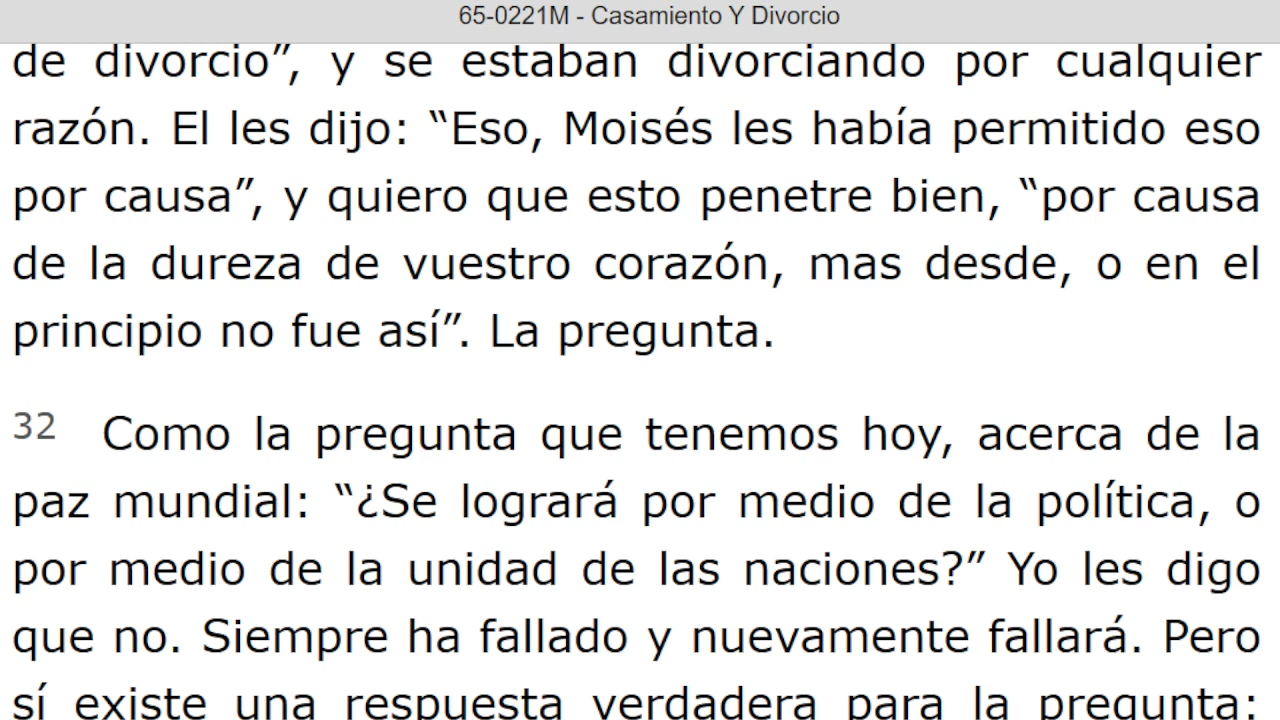 65-0221M - Casamiento Y Divorcio
de divorcio”, y se estaban divorciando por cualquier
razón. El les dijo: “Eso, Moisés les había permitido eso
por causa”, y quiero que esto penetre bien, “por causa
de la dureza de vuestro corazón, mas desde, o en el
principio no fue así”. La pregunta.
32 Como la pregunta que tenemos hoy, acerca de la
paz mundial: “¿Se logrará por medio de la política, o
por medio de la unidad de las naciones?” Yo les digo
que no. Siempre ha fallado y nuevamente fallará. Pero
sí existe una respuesta verdadera para la pregunta: